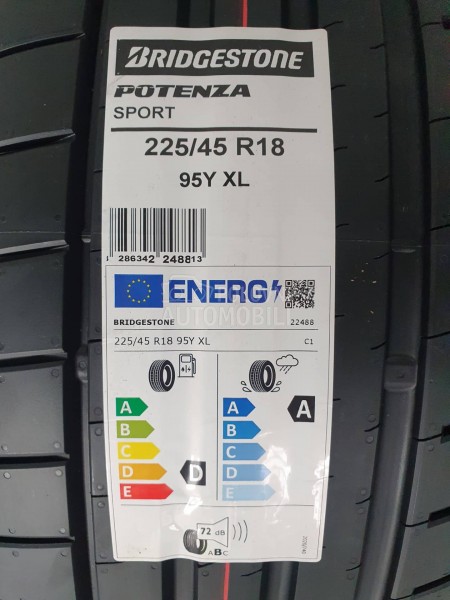 BRIDGESTONE
POTENZA
SPORT
225/45 R18
95Y XL
286342 248813
ENERG
AUTOMOBILI
BRIDGESTONE 22488
225/45 R18 95Y XL C1
A A
B B
C C
D D
E E
D
A
72 dB
ABC